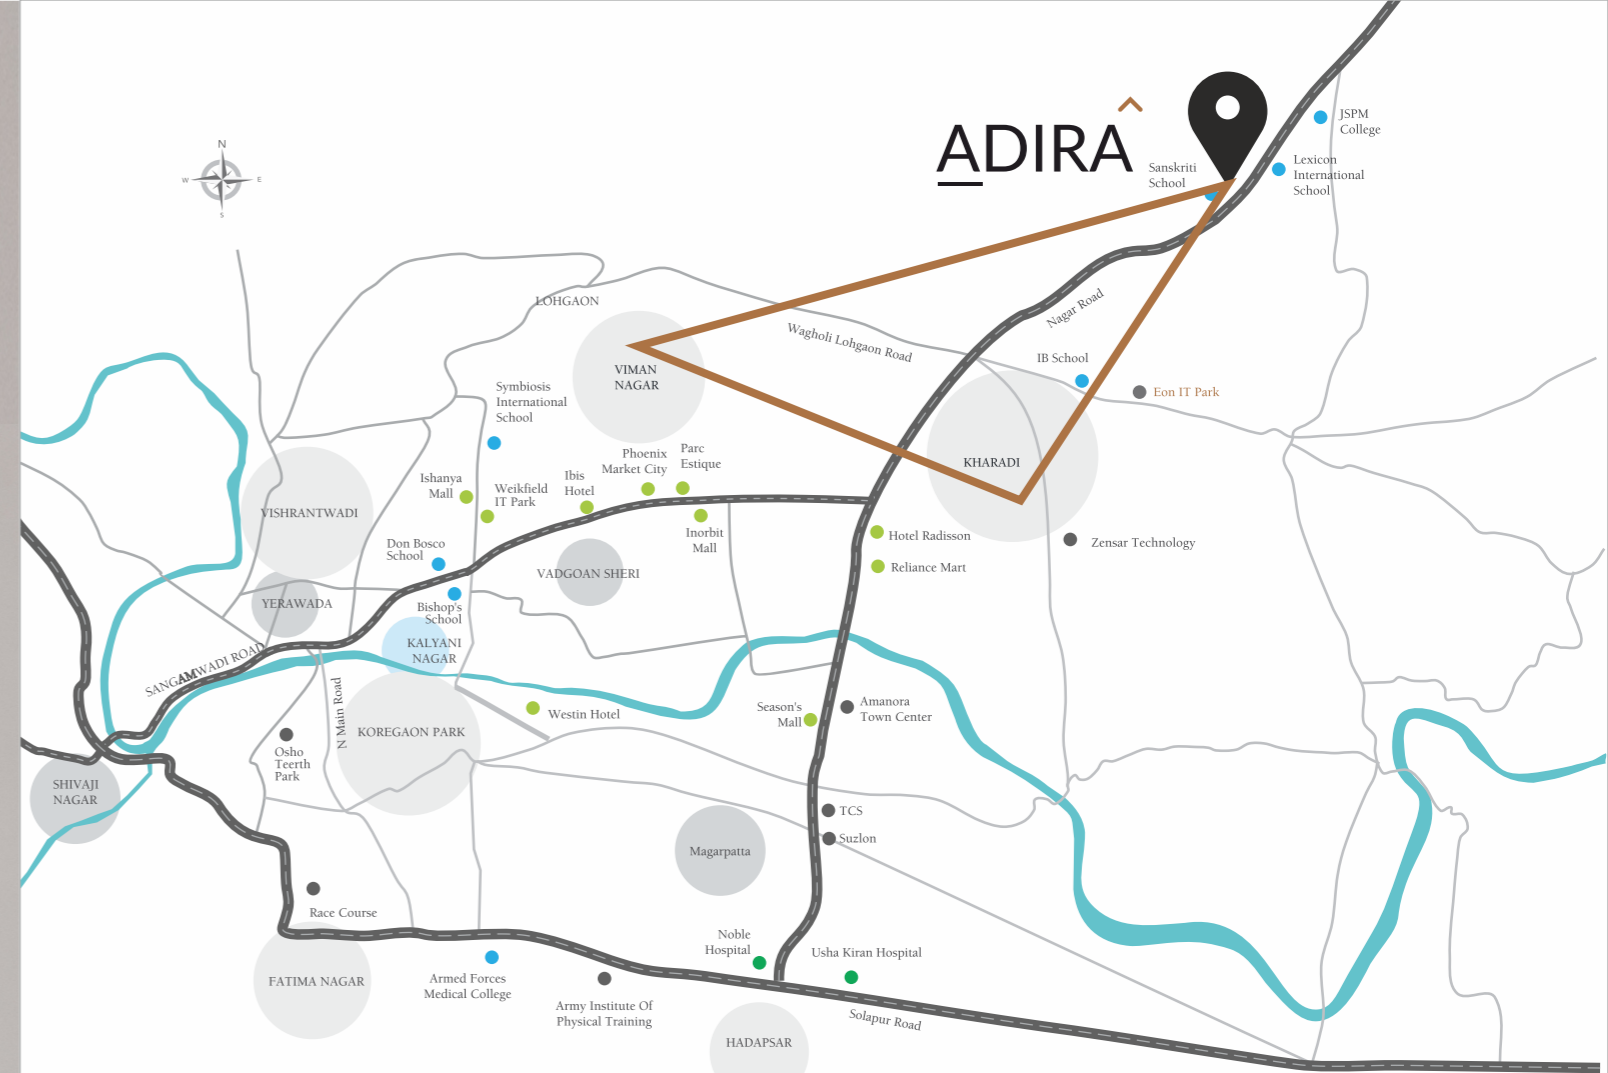 ADIRA
JSPM
College
Sanskriti
School
Lexicon
International
School
N
W
E
S
LOHGAON
Nagar Road
Wagholi Lohgaon Road
VIMAN
NAGAR
IB School
Eon IT Park
Symbiosis
International
School
KHARADI
Phoenix
Market City
Parc
Estique
Ibis
Hotel
Ishanya
Mall
Weikfield
IT Park
VISHRANTWADI
Inorbit
Mall
Hotel Radisson
Zensar Technology
Don Bosco
School
VADGOAN SHERI
Reliance Mart
YERAWADA
Bishop's
School
KALYANI
NAGAR
SANGAMWADI ROAD
N Main Road
Westin Hotel
Season's
Mall
Amanora
Town Center
KOREGAON PARK
Osho
Teerth
Park
SHIVAJI
NAGAR
TCS
Suzlon
Magarpatta
Race Course
Noble
Hospital
Usha Kiran Hospital
FATIMA NAGAR
Armed Forces
Medical College
Army Institute Of
Physical Training
Solapur Road
HADAPSAR